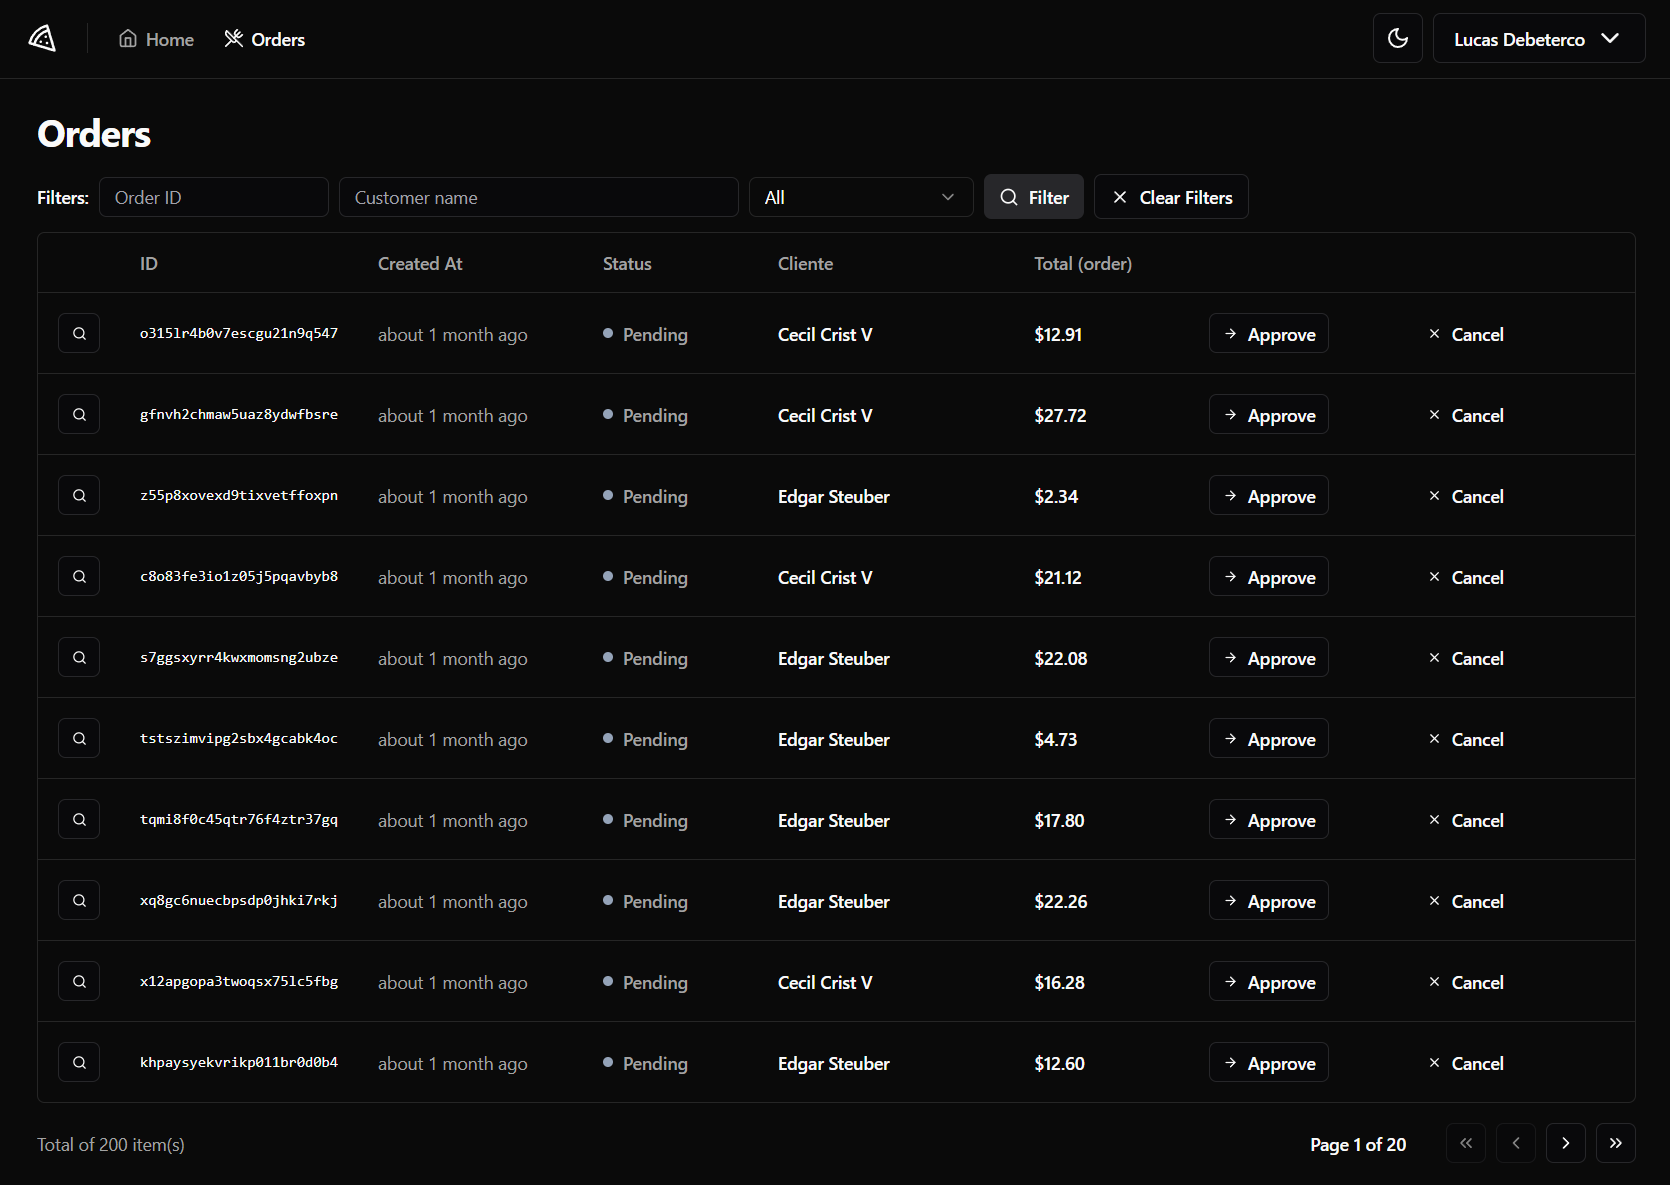 Home Orders Lucas Debeterco
Orders
Filters: Order ID Customer name All Filter Clear Filters
ID Created At Status Cliente Total (order)
o315lr4b0v7escgu21n9q547 about 1 month ago Pending Cecil Crist V $12.91 Approve Cancel
gfnvh2chmaw5uaz8ydwfbsre about 1 month ago Pending Cecil Crist V $27.72 Approve Cancel
z55p8xovexd9tixvetffoxpn about 1 month ago Pending Edgar Steuber $2.34 Approve Cancel
c8o83fe3io1z05j5pqavbyb8 about 1 month ago Pending Cecil Crist V $21.12 Approve Cancel
s7ggsxyrr4kwxmomsng2ubze about 1 month ago Pending Edgar Steuber $22.08 Approve Cancel
tstszimvipg2sbx4gcabk4oc about 1 month ago Pending Edgar Steuber $4.73 Approve Cancel
tqmi8f0c45qtr76f4ztr37gq about 1 month ago Pending Edgar Steuber $17.80 Approve Cancel
xq8gc6nuecbpsdp0jhki7rkj about 1 month ago Pending Edgar Steuber $22.26 Approve Cancel
x12apgopa3twoqsx75lc5fbg about 1 month ago Pending Cecil Crist V $16.28 Approve Cancel
khpaysyekvrikp011br0d0b4 about 1 month ago Pending Edgar Steuber $12.60 Approve Cancel
Total of 200 item(s) Page 1 of 20